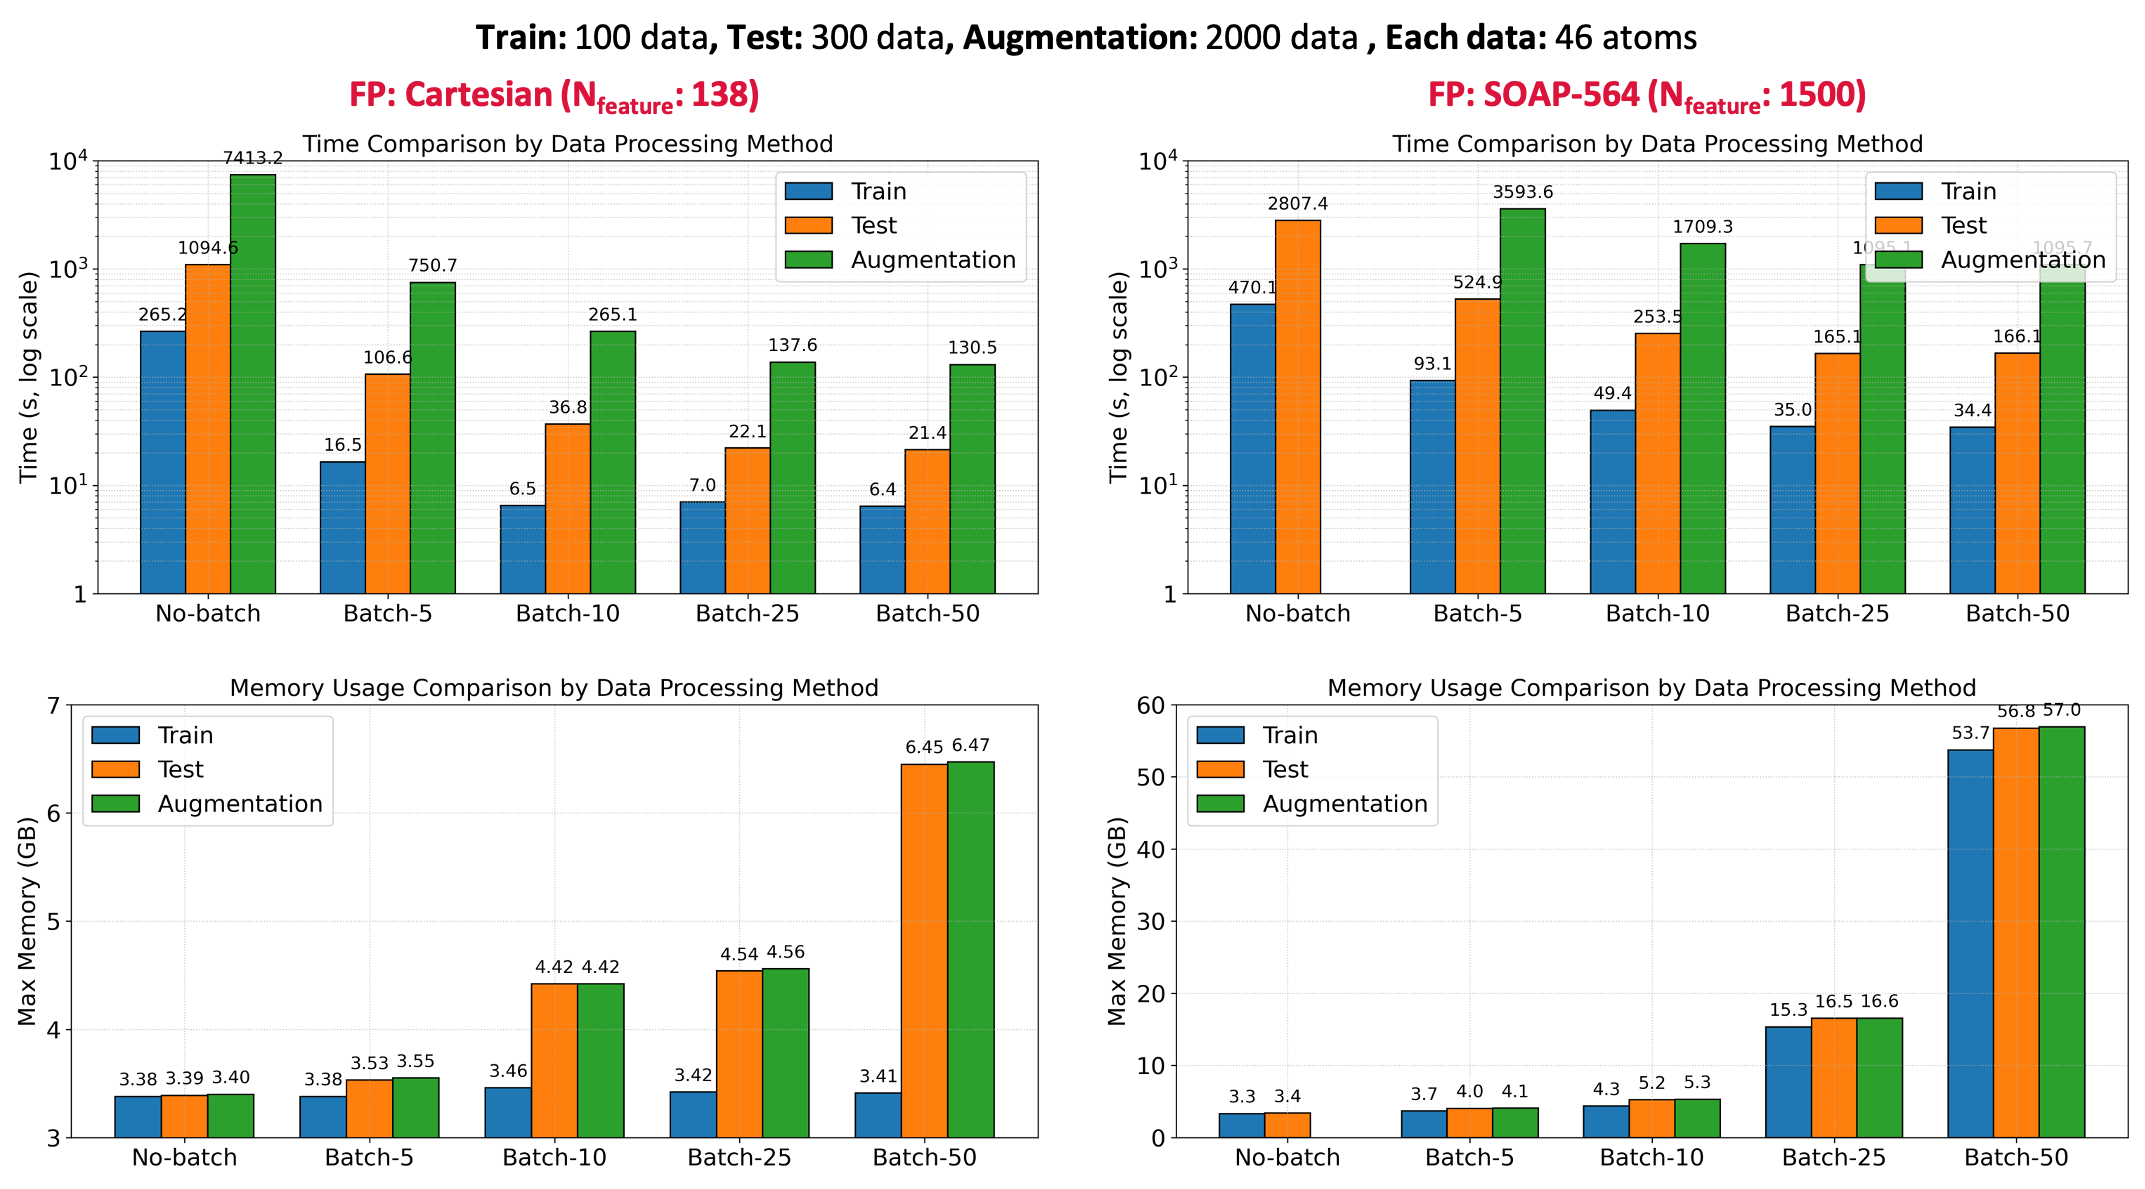 Train: 100 data, Test: 300 data, Augmentation: 2000 data , Each data: 46 atoms
FP: Cartesian (Nfeature: 138)
Time Comparison by Data Processing Method
Time (s, log scale)
10^4
10^3
10^2
10^1
1
Train
Test
Augmentation
265.2 1094.6 7413.2
16.5 106.6 750.7
6.5 36.8 265.1
7.0 22.1 137.6
6.4 21.4 130.5
No-batch Batch-5 Batch-10 Batch-25 Batch-50
FP: SOAP-564 (Nfeature: 1500)
Time Comparison by Data Processing Method
Time (s, log scale)
10^4
10^3
10^2
10^1
1
Train
Test
Augmentation
470.1 2807.4
93.1 524.9 3593.6
49.4 253.5 1709.3
35.0 165.1 1095.1
34.4 166.1 1095.7
No-batch Batch-5 Batch-10 Batch-25 Batch-50
Memory Usage Comparison by Data Processing Method
Max Memory (GB)
7
6
5
4
3
Train
Test
Augmentation
3.38 3.39 3.40
3.38 3.53 3.55
3.46 4.42 4.42
3.42 4.54 4.56
3.41 6.45 6.47
No-batch Batch-5 Batch-10 Batch-25 Batch-50
Memory Usage Comparison by Data Processing Method
Max Memory (GB)
60
50
40
30
20
10
0
Train
Test
Augmentation
3.3 3.4
3.7 4.0 4.1
4.3 5.2 5.3
15.3 16.5 16.6
53.7 56.8 57.0
No-batch Batch-5 Batch-10 Batch-25 Batch-50